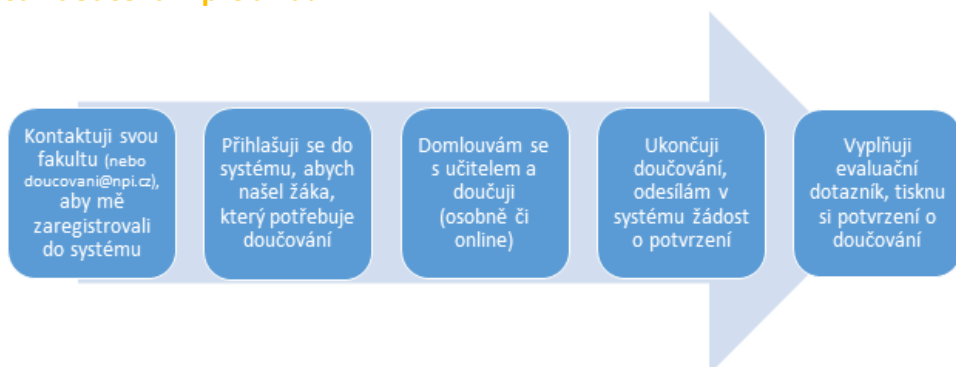 Kontaktuji svou
fakultu (nebo
doucovani@npi.cz),
aby mě
zaregistrovali
do systému
Přihlašuji se do
systému, abych
našel žáka,
který potřebuje
doučování
Domlouvám se
s učitelem a
doučuji
(osobně či
online)
Ukončuji
doučování,
odesílám v
systému žádost
o potvrzení
Vyplňuji
evaluační
dotazník, tisknu
si potvrzení o
doučování